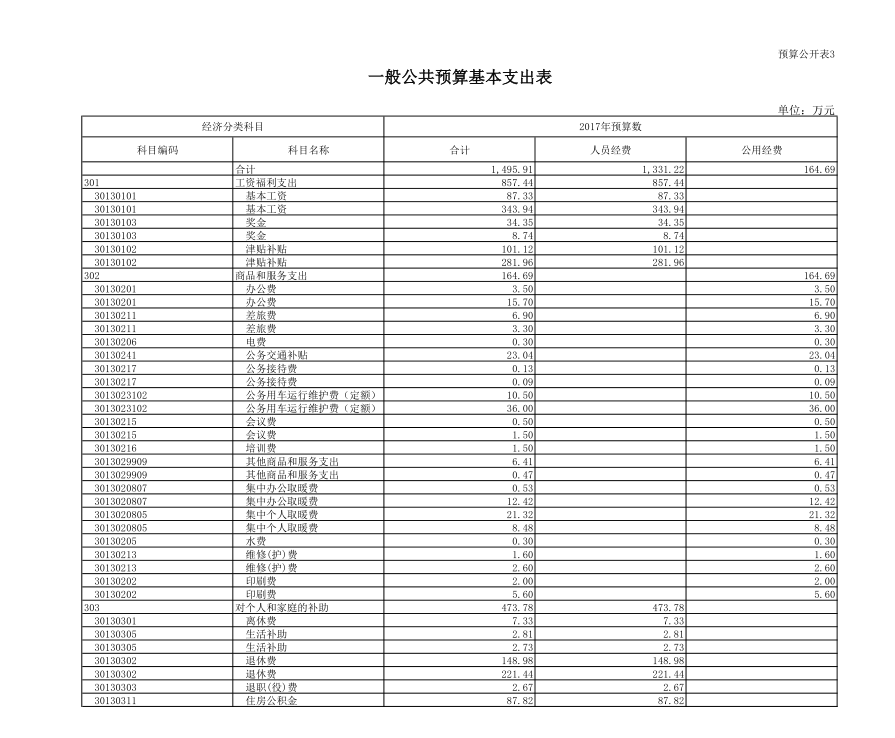 预算公开表3
一般公共预算基本支出表
单位：万元
经济分类科目 2017年预算数
科目编码 科目名称 合计 人员经费 公用经费
合计 1,495.91 1,331.22 164.69
301 工资福利支出 857.44 857.44
30130101 基本工资 87.33 87.33
30130101 基本工资 343.94 343.94
30130103 奖金 34.35 34.35
30130103 奖金 8.74 8.74
30130102 津贴补贴 101.12 101.12
30130102 津贴补贴 281.96 281.96
302 商品和服务支出 164.69 164.69
30130201 办公费 3.50 3.50
30130201 办公费 15.70 15.70
30130211 差旅费 6.90 6.90
30130211 差旅费 3.30 3.30
30130206 电费 0.30 0.30
30130241 公务交通补贴 23.04 23.04
30130217 公务接待费 0.13 0.13
30130217 公务接待费 0.09 0.09
3013023102 公务用车运行维护费（定额） 10.50 10.50
3013023102 公务用车运行维护费（定额） 36.00 36.00
30130215 会议费 0.50 0.50
30130215 会议费 1.50 1.50
30130216 培训费 1.50 1.50
3013029909 其他商品和服务支出 6.41 6.41
3013029909 其他商品和服务支出 0.47 0.47
3013020807 集中办公取暖费 0.53 0.53
3013020807 集中办公取暖费 12.42 12.42
3013020805 集中个人取暖费 21.32 21.32
3013020805 集中个人取暖费 8.48 8.48
30130205 水费 0.30 0.30
30130213 维修(护)费 1.60 1.60
30130213 维修(护)费 2.60 2.60
30130202 印刷费 2.00 2.00
30130202 印刷费 5.60 5.60
303 对个人和家庭的补助 473.78 473.78
30130301 离休费 7.33 7.33
30130305 生活补助 2.81 2.81
30130305 生活补助 2.73 2.73
30130302 退休费 148.98 148.98
30130302 退休费 221.44 221.44
30130303 退职(役)费 2.67 2.67
30130311 住房公积金 87.82 87.82